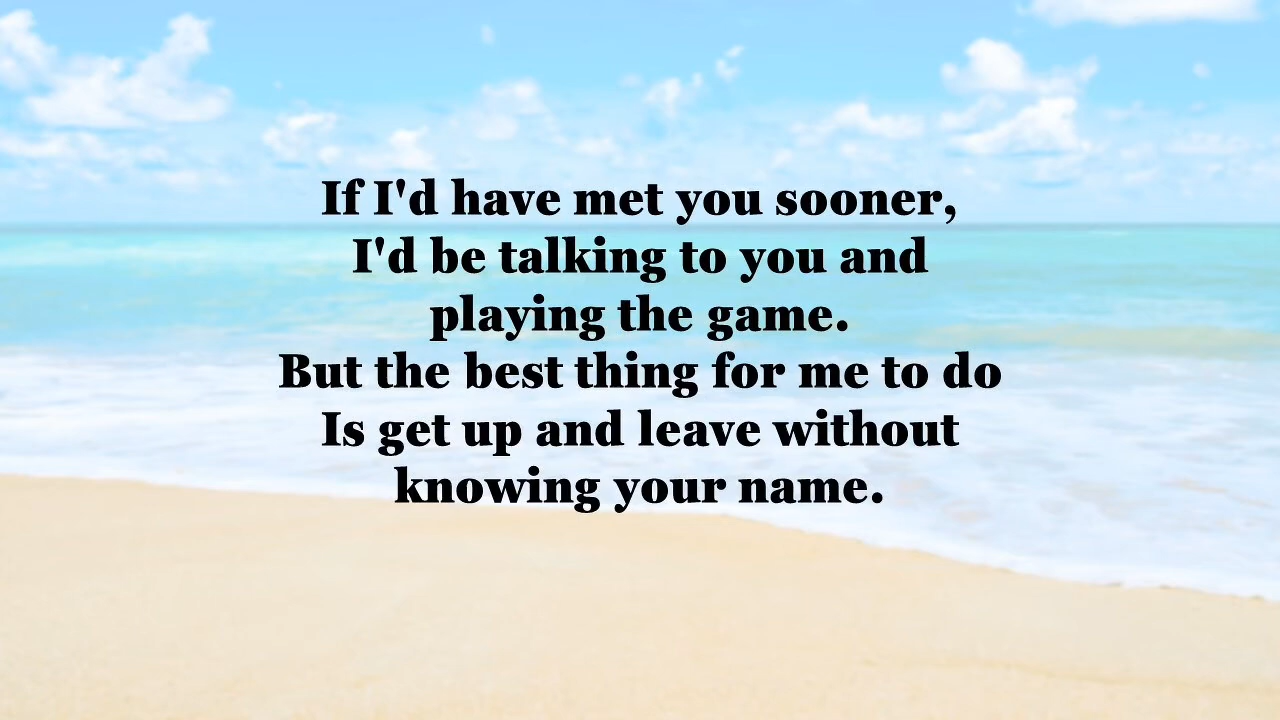 If I'd have met you sooner,
I'd be talking to you and
playing the game.
But the best thing for me to do
Is get up and leave without
knowing your name.